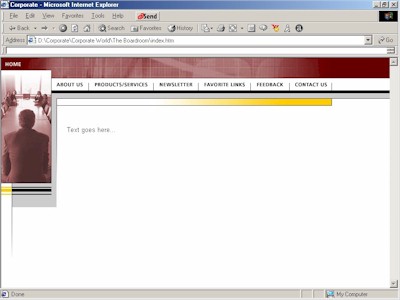 Corporate - Microsoft Internet Explorer
File Edit View Favorites Tools Help Send
Back Search Favorites History
Address D:\Corporate\Corporate World\The Boardroom\index.htm Go
HOME
ABOUT US PRODUCTS/SERVICES NEWSLETTER FAVORITE LINKS FEEDBACK CONTACT US
Text goes here...
Done My Computer